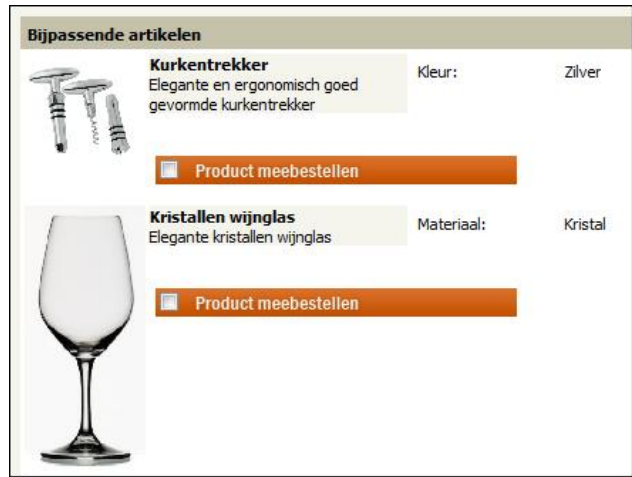 Bijpassende artikelen
Kurkentrekker
Elegante en ergonomisch goed
gevormde kurkentrekker
Kleur: Zilver
Product meebestellen
Kristallen wijnglas
Elegante kristallen wijnglas
Materiaal: Kristal
Product meebestellen